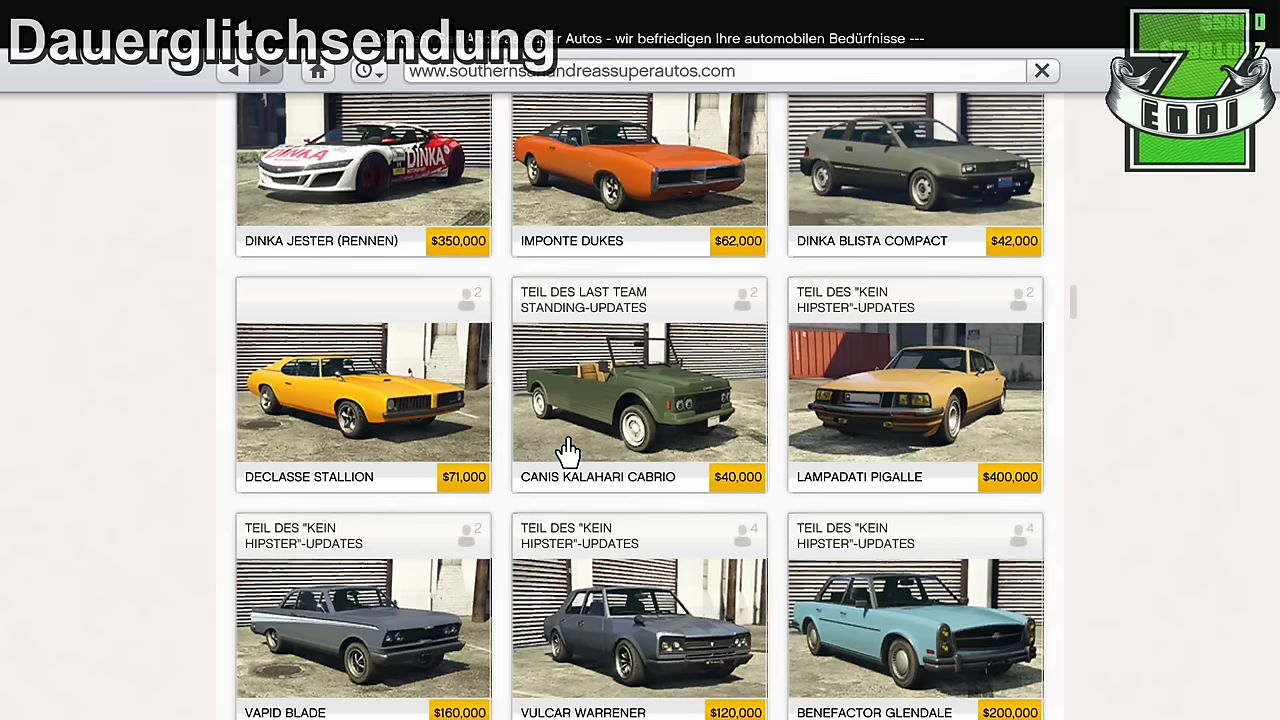 Dauerglitchsendung
San Andreas Super Autos - wir befriedigen Ihre automobilen Bedürfnisse ---
www.southernsanandreassuperautos.com
EDDI
DINKA
DINKA
DINKA JESTER (RENNEN) $350,000
IMPONTE DUKES $62,000
DINKA BLISTA COMPACT $42,000
2
TEIL DES LAST TEAM
STANDING-UPDATES
2
TEIL DES "KEIN
HIPSTER"-UPDATES
2
DECLASSE STALLION $71,000
CANIS KALAHARI CABRIO $40,000
LAMPADATI PIGALLE $400,000
TEIL DES "KEIN
HIPSTER"-UPDATES
2
TEIL DES "KEIN
HIPSTER"-UPDATES
4
TEIL DES "KEIN
HIPSTER"-UPDATES
4
VAPID BLADE $160,000
VULCAR WARRENER $120,000
BENEFACTOR GLENDALE $200,000